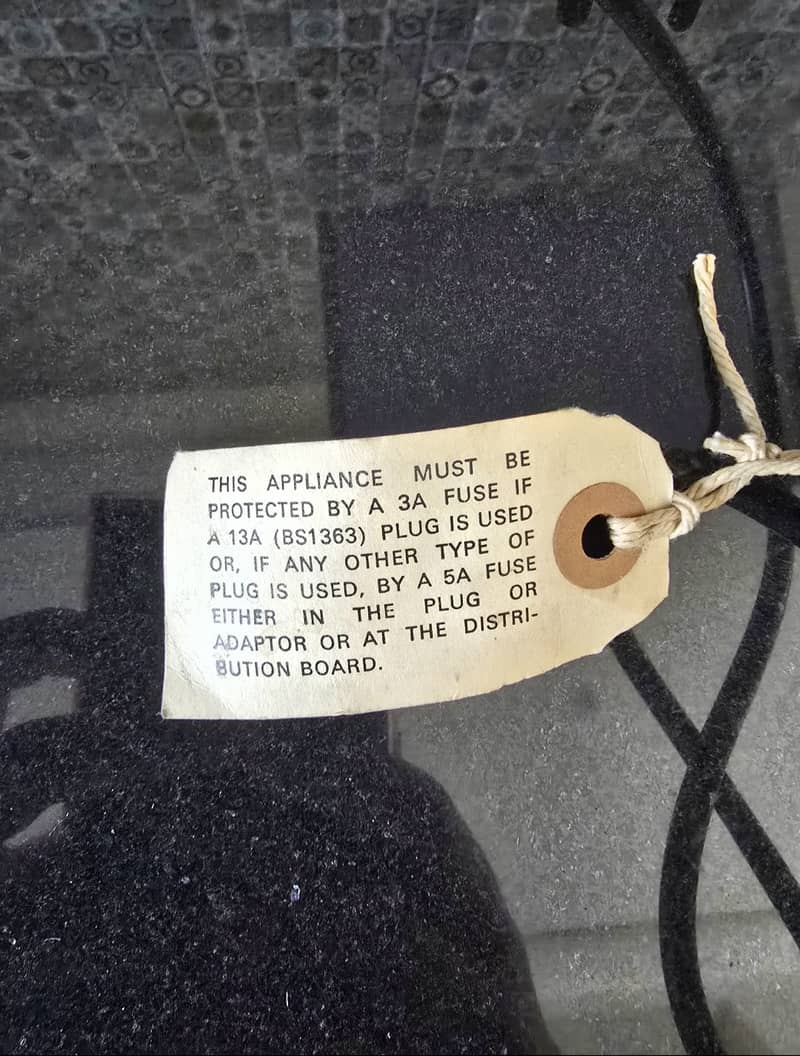 THIS APPLIANCE MUST BE
PROTECTED BY A 3A FUSE IF
A 13A (BS1363) PLUG IS USED
OR, IF ANY OTHER TYPE OF
PLUG IS USED, BY A 5A FUSE
EITHER IN THE PLUG OR
ADAPTOR OR AT THE DISTRI-
BUTION BOARD.